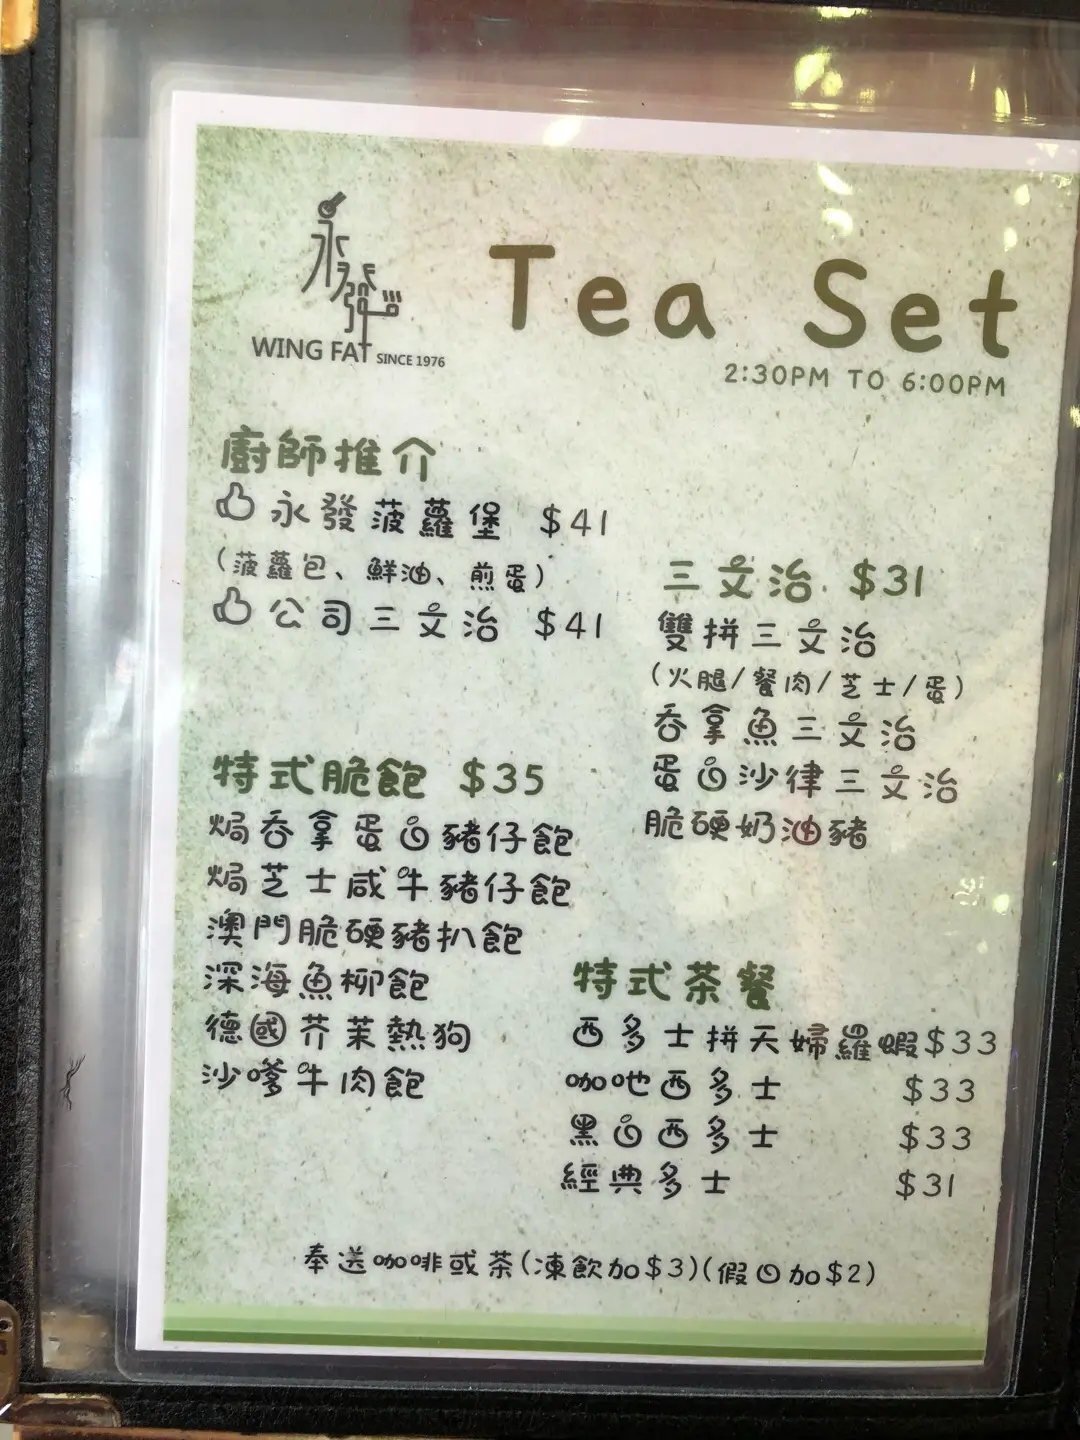 永發
WING FAT SINCE 1976
Tea Set
2:30PM TO 6:00PM
廚師推介
永發菠蘿堡 $41
(菠蘿包、鮮油、煎蛋)
公司三文治 $41
三文治 $31
雙拼三文治
(火腿/餐肉/芝士/蛋)
吞拿魚三文治
蛋白沙律三文治
脆硬奶油豬
特式脆飽 $35
焗吞拿蛋白豬仔飽
焗芝士咸牛豬仔飽
澳門脆硬豬扒飽
深海魚柳飽
德國芥茉熱狗
沙嗲牛肉飽
特式茶餐
西多士拼天婦羅蝦 $33
咖吔西多士 $33
黑白西多士 $33
經典多士 $31
奉送咖啡或茶(凍飲加$3)(假日加$2)